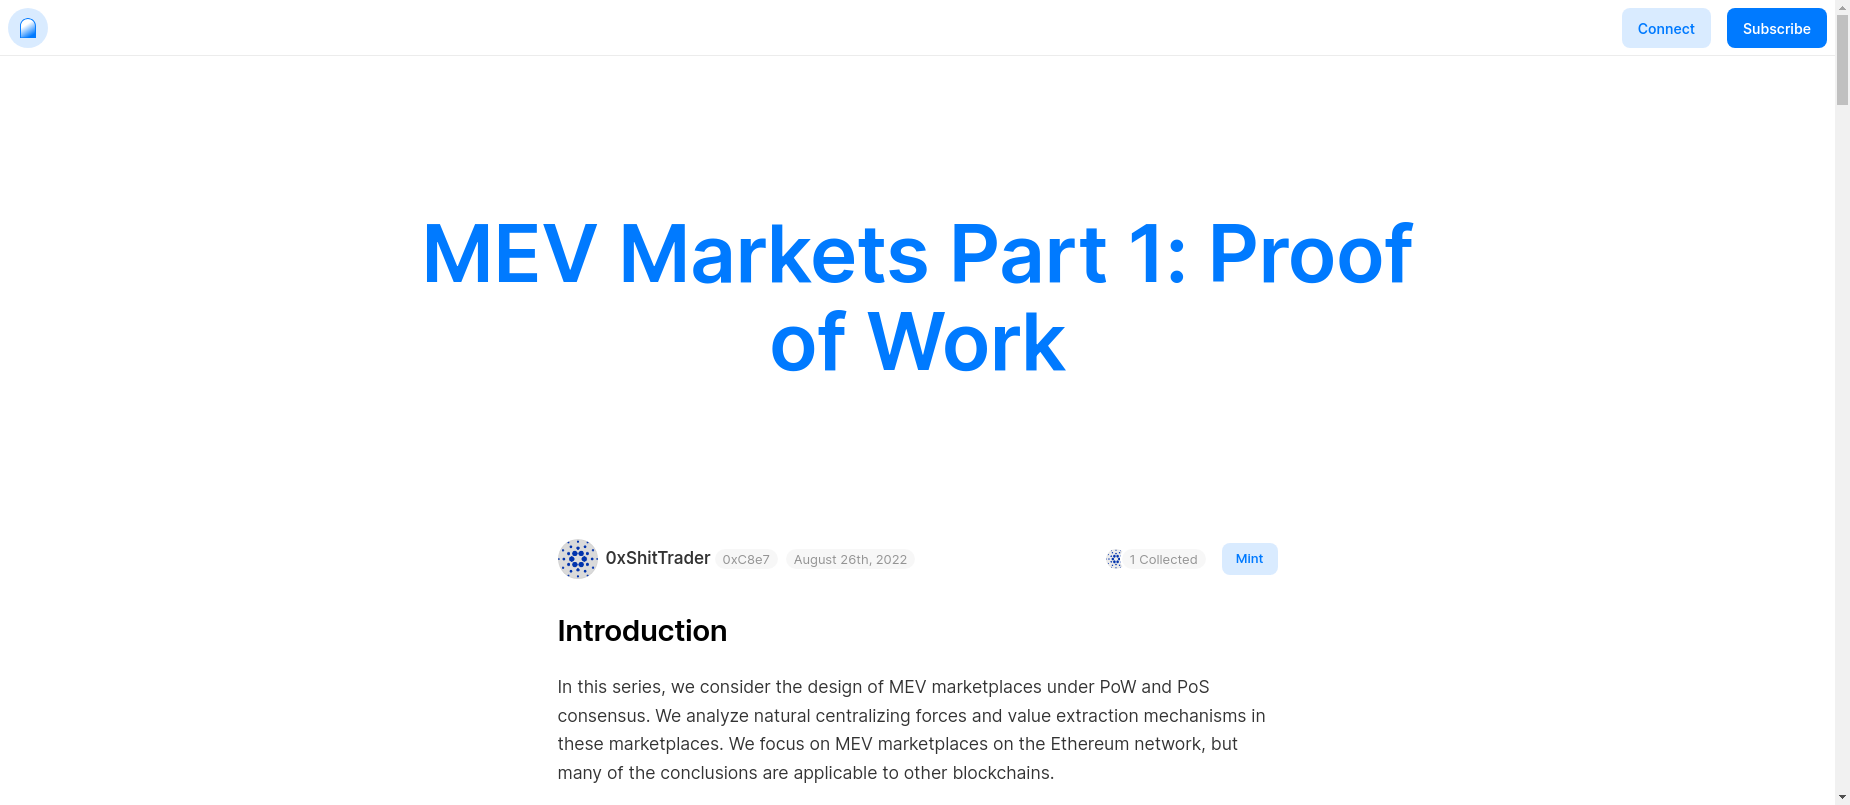 Connect
Subscribe
MEV Markets Part 1: Proof
of Work
0xShitTrader
0xC8e7
August 26th, 2022
1 Collected
Mint
Introduction
In this series, we consider the design of MEV marketplaces under PoW and PoS
consensus. We analyze natural centralizing forces and value extraction mechanisms in
these marketplaces. We focus on MEV marketplaces on the Ethereum network, but
many of the conclusions are applicable to other blockchains.